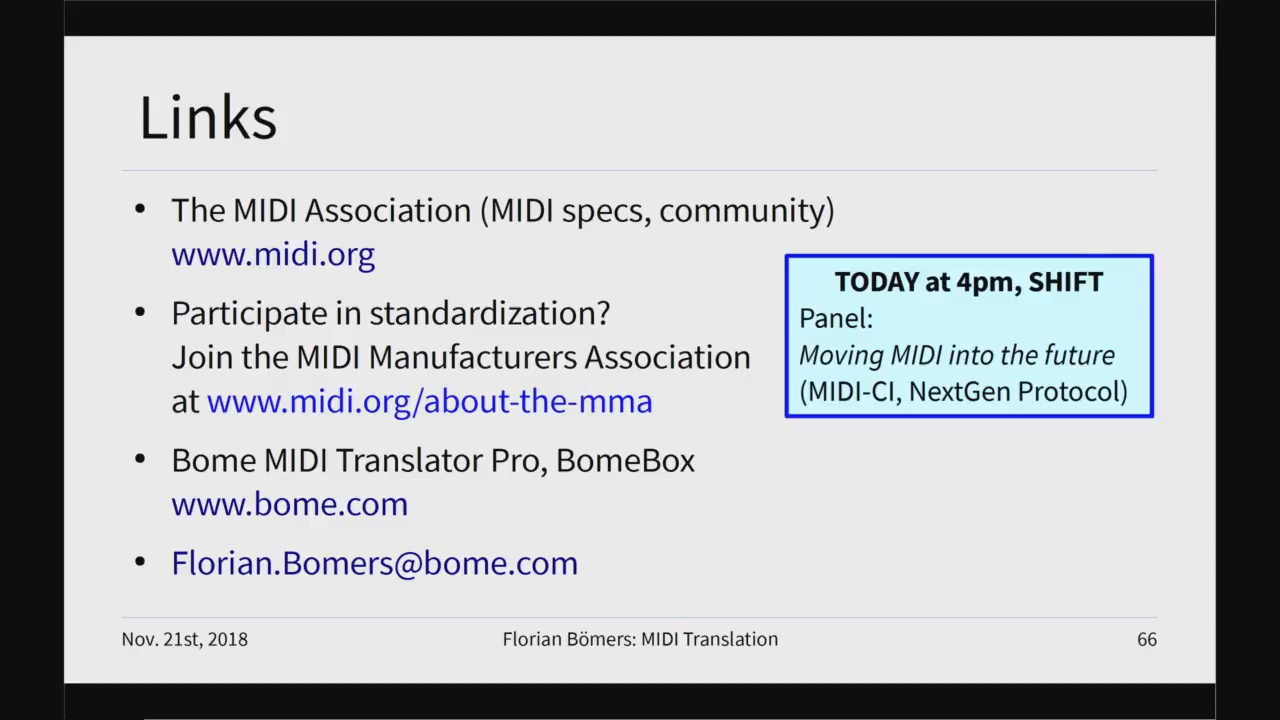 Links
• The MIDI Association (MIDI specs, community)
www.midi.org
• Participate in standardization?
Join the MIDI Manufacturers Association
at www.midi.org/about-the-mma
• Bome MIDI Translator Pro, BomeBox
www.bome.com
• Florian.Bomers@bome.com
TODAY at 4pm, SHIFT
Panel:
Moving MIDI into the future
(MIDI-CI, NextGen Protocol)
Nov. 21st, 2018
Florian Bömers: MIDI Translation
66